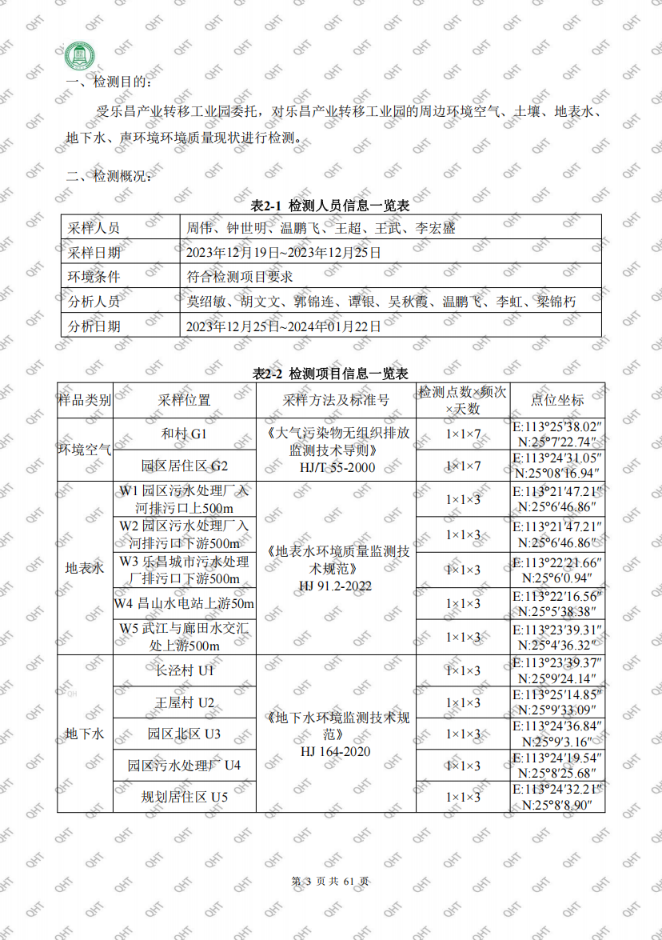 一、检测目的:
受乐昌产业转移工业园委托，对乐昌产业转移工业园的周边环境空气、土壤、地表水、
地下水、声环境环境质量现状进行检测。
二、检测概况:
表2-1 检测人员信息一览表
采样人员 周伟、钟世明、温鹏飞、王超、王武、李宏盛
采样日期 2023年12月19日~2023年12月25日
环境条件 符合检测项目要求
分析人员 莫绍敏、胡文文、郭锦连、谭银、吴秋霞、温鹏飞、李虹、梁锦杇
分析日期 2023年12月25日~2024年01月22日
表2-2 检测项目信息一览表
样品类别 采样位置 采样方法及标准号 检测点数×频次
×天数 点位坐标
环境空气 和村 G1 《大气污染物无组织排放
监测技术导则》
HJ/T 55-2000 1×1×7 E:113°25′38.02″
N:25°7′22.74″
园区居住区 G2 1×1×7 E:113°24′31.05″
N:25°08′16.94″
地表水 W1 园区污水处理厂入
河排污口上500m 《地表水环境质量监测技
术规范》
HJ 91.2-2022 1×1×3 E:113°21′47.21″
N:25°6′46.86″
W2 园区污水处理厂入
河排污口下游500m 1×1×3 E:113°21′47.21″
N:25°6′46.86″
W3 乐昌城市污水处理
厂排污口下游500m 1×1×3 E:113°22′21.66″
N:25°6′0.94″
W4 昌山水电站上游50m 1×1×3 E:113°22′16.56″
N:25°5′38.38″
W5 武江与廊田水交汇
处上游500m 1×1×3 E:113°23′39.31″
N:25°4′36.32″
地下水 长泾村 U1 《地下水环境监测技术规
范》
HJ 164-2020 1×1×3 E:113°23′39.37″
N:25°9′24.14″
王屋村 U2 1×1×3 E:113°25′14.85″
N:25°9′33.09″
园区北区 U3 1×1×3 E:113°24′36.84″
N:25°9′3.16″
园区污水处理厂 U4 1×1×3 E:113°24′19.54″
N:25°8′25.68″
规划居住区 U5 1×1×3 E:113°24′32.21″
N:25°8′8.90″
第 3 页 共 61 页
QHT